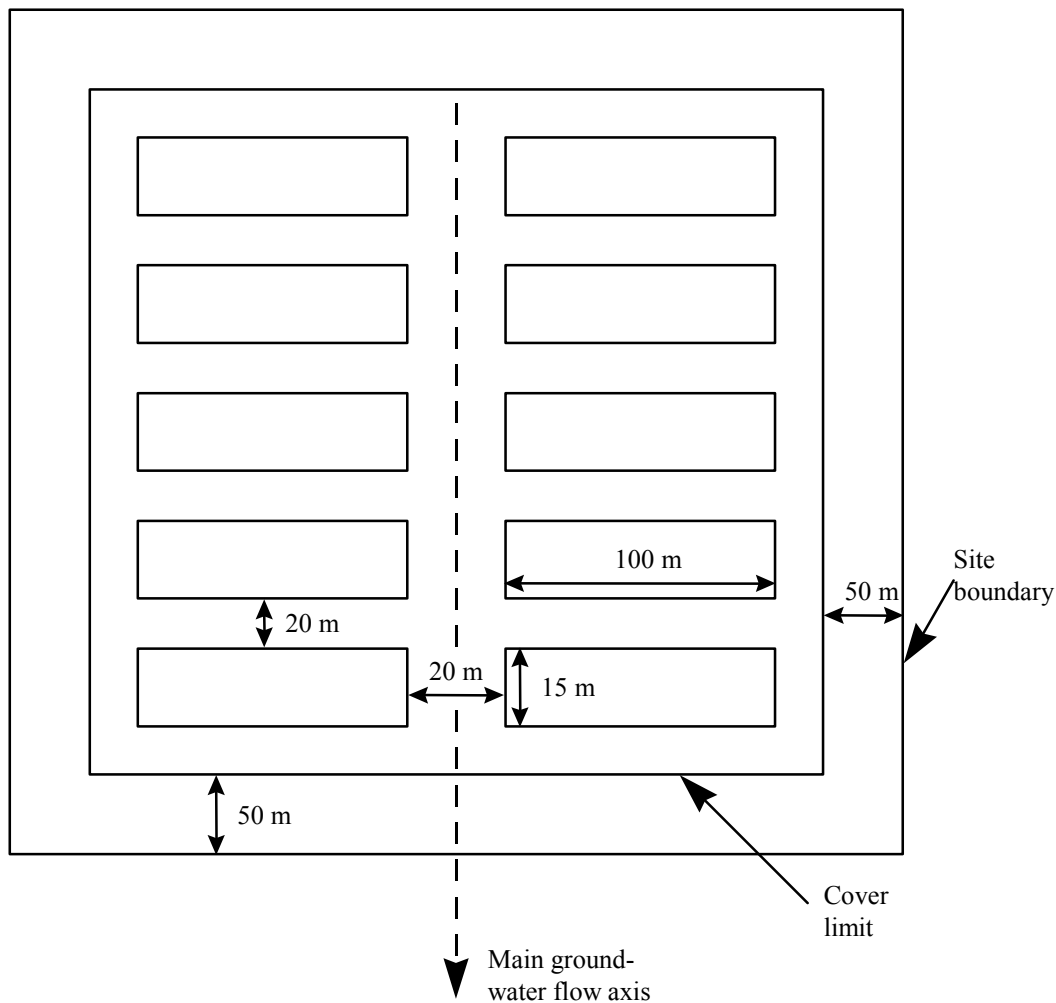 100 m
Site
boundary
50 m
20 m
20 m
15 m
50 m
Cover
limit
Main ground-
water flow axis